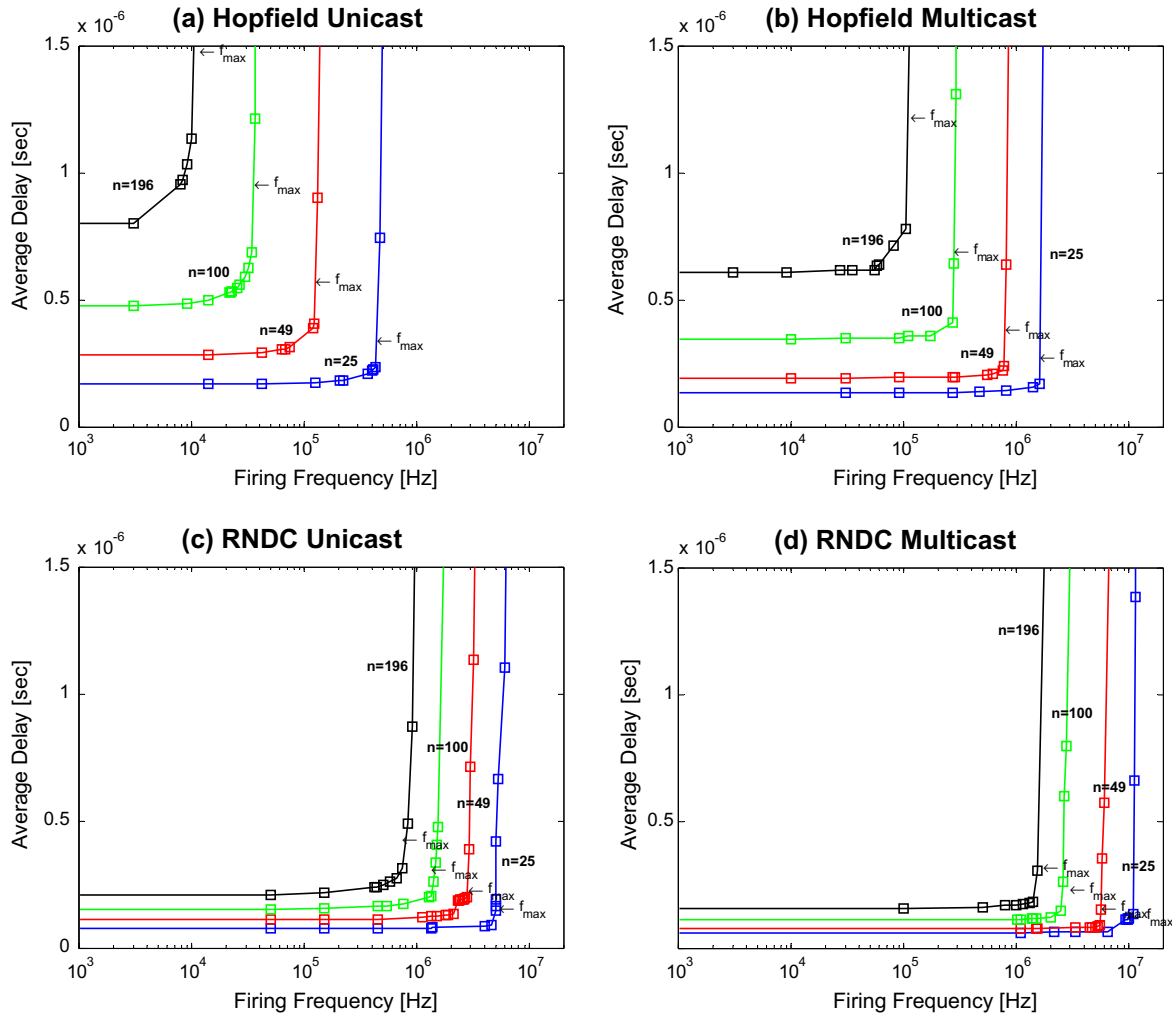 (a) Hopfield Unicast
x 10^-6
1.5
1
0.5
0
Average Delay [sec]
n=196
n=100
n=49
n=25
← f_max
← f_max
← f_max
← f_max
10^3 10^4 10^5 10^6 10^7
Firing Frequency [Hz]
(b) Hopfield Multicast
x 10^-6
1.5
1
0.5
0
Average Delay [sec]
n=196
n=100
n=49
n=25
← f_max
← f_max
← f_max
← f_max
10^3 10^4 10^5 10^6 10^7
Firing Frequency [Hz]
(c) RNDC Unicast
x 10^-6
1.5
1
0.5
0
Average Delay [sec]
n=196
n=100
n=49
n=25
← f_max
← f_max
← f_max
← f_max
10^3 10^4 10^5 10^6 10^7
Firing Frequency [Hz]
(d) RNDC Multicast
x 10^-6
1.5
1
0.5
Average Delay [sec]
n=196
n=100
n=49
n=25
← f_max
← f_max
← f_max
← f_max
10^3 10^4 10^5 10^6 10^7
Firing Frequency [Hz]